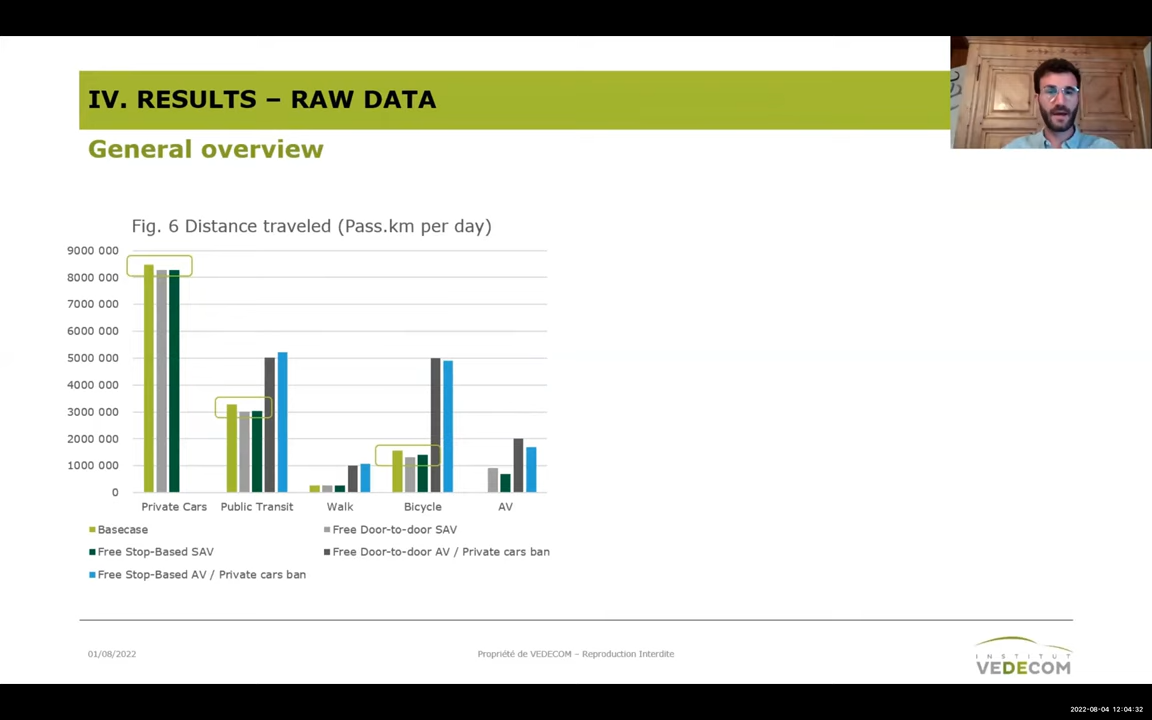 IV. RESULTS – RAW DATA
General overview
Fig. 6 Distance traveled (Pass.km per day)
9000 000
8000 000
7000 000
6000 000
5000 000
4000 000
3000 000
2000 000
1000 000
0
Private Cars Public Transit Walk Bicycle AV
Basecase Free Door-to-door SAV
Free Stop-Based SAV Free Door-to-door AV / Private cars ban
Free Stop-Based AV / Private cars ban
01/08/2022 Propriété de VEDECOM – Reproduction Interdite
INSTITUT
VEDECOM
2022-08-04 12:04:32